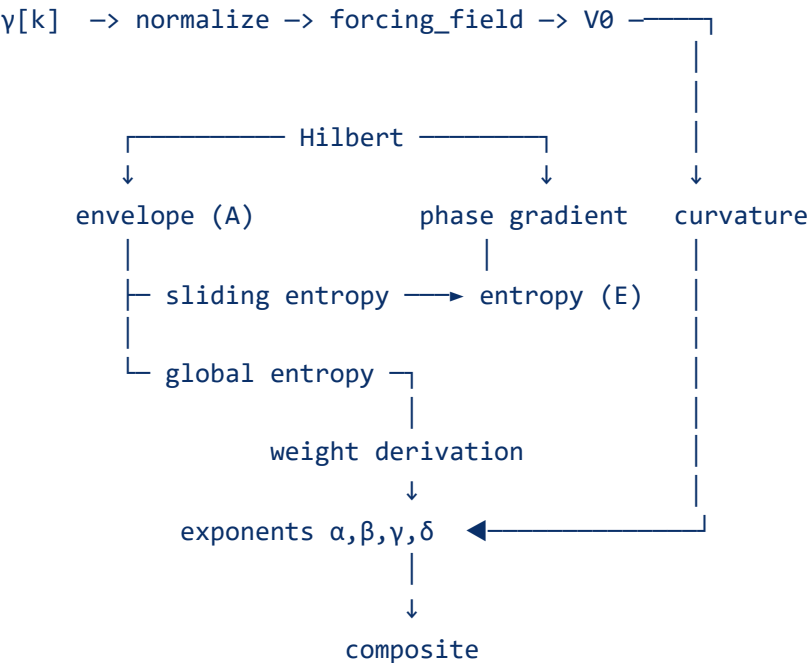 γ[k] —> normalize —> forcing_field —> V0
Hilbert
envelope (A) phase gradient curvature
sliding entropy entropy (E)
global entropy
weight derivation
exponents α,β,γ,δ
composite